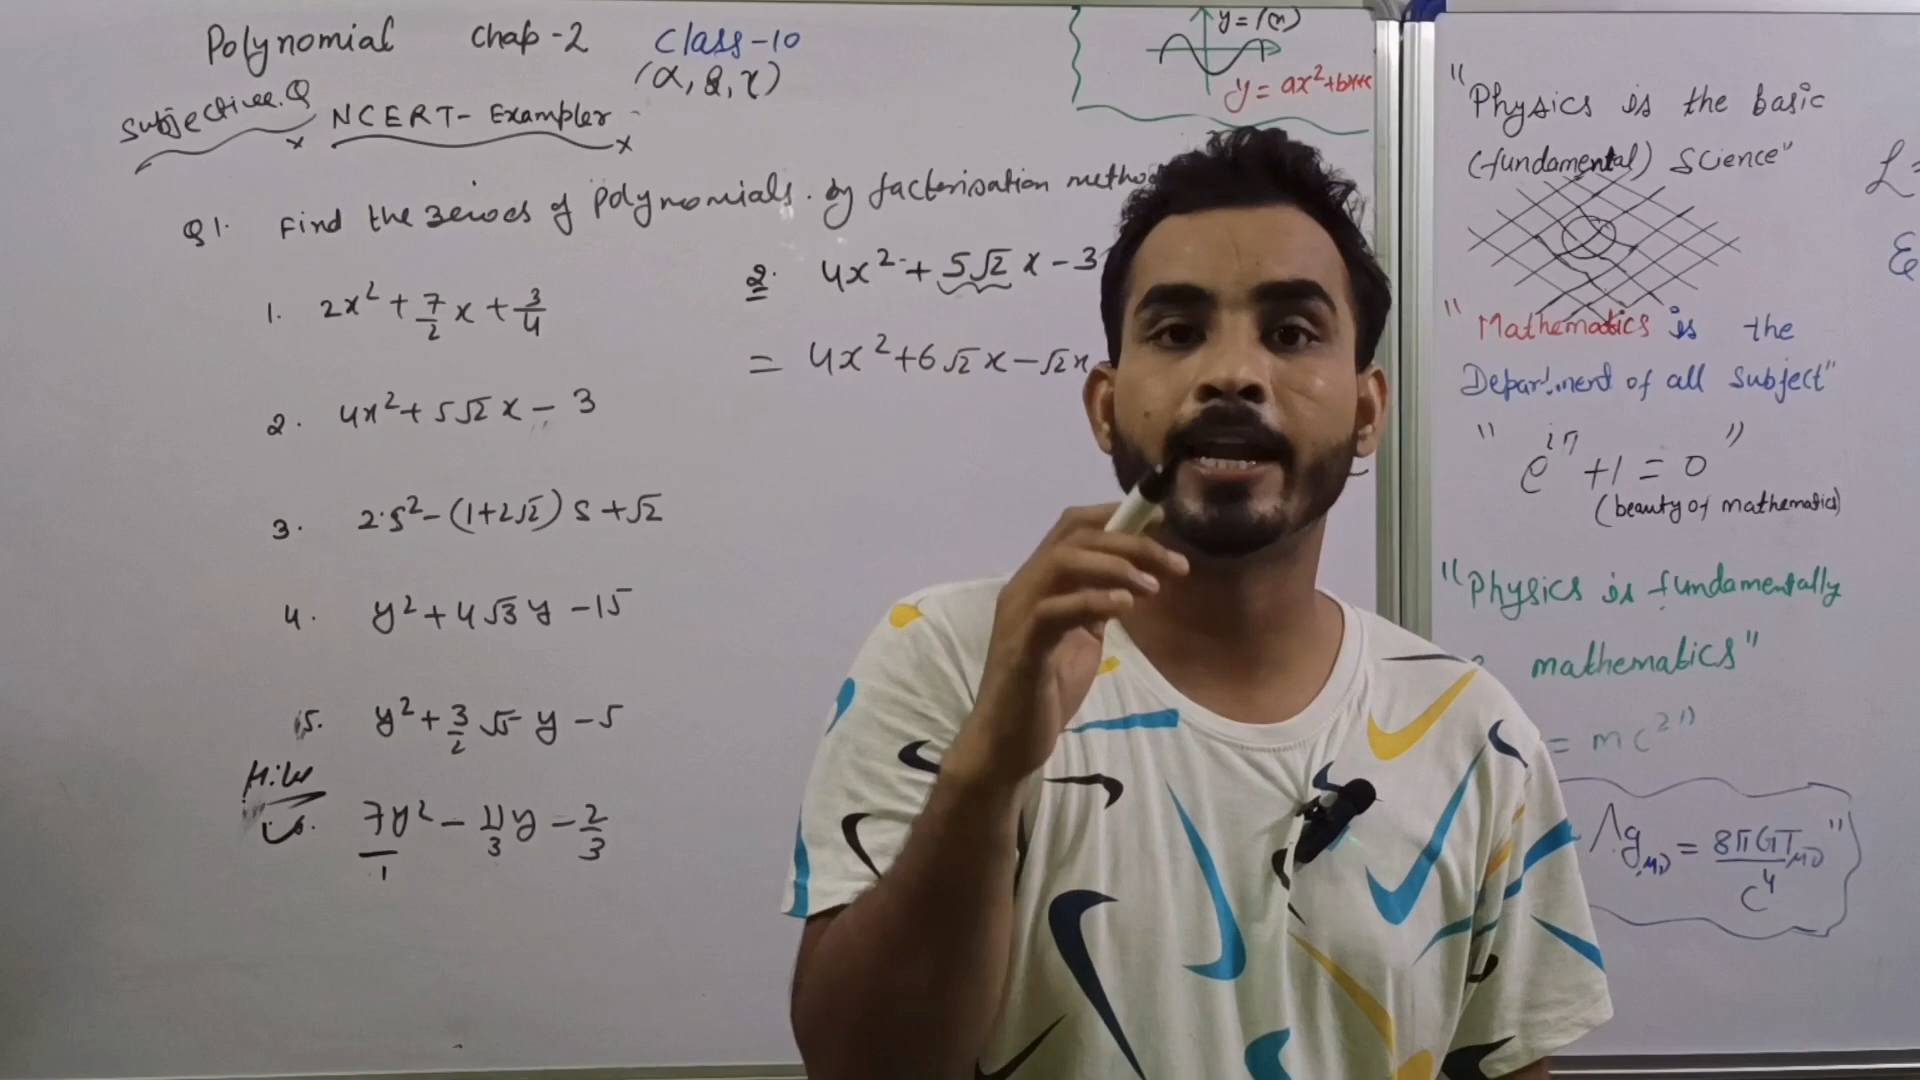 Polynomial Chap-2 Class-10
(α, β, γ)
Subjective.Q
NCERT- Exampler
Q1. Find the zeroes of polynomials. by factorisation metho
1. 2x² + 7/2 x + 3/4
2. 4x² + 5√2 x - 3
3. 2s² - (1+2√2) s + √2
4. y² + 4√3 y - 15
5. y² + 3/2 √5 y - 5
H.W
6. 7y²/1 - 11/3 y - 2/3
2. 4x² + 5√2 x - 3
= 4x² + 6√2 x - √2 x
y = f(x)
y = ax²+bx+c
"Physics is the basic
(fundamental) Science"
"Mathematics is the
Department of all Subject"
"e^iπ + 1 = 0"
(beauty of mathematics)
"Physics is fundamentally
mathematics"
= mc²"
Λg_μν = 8πGT_μν / c⁴"
L =